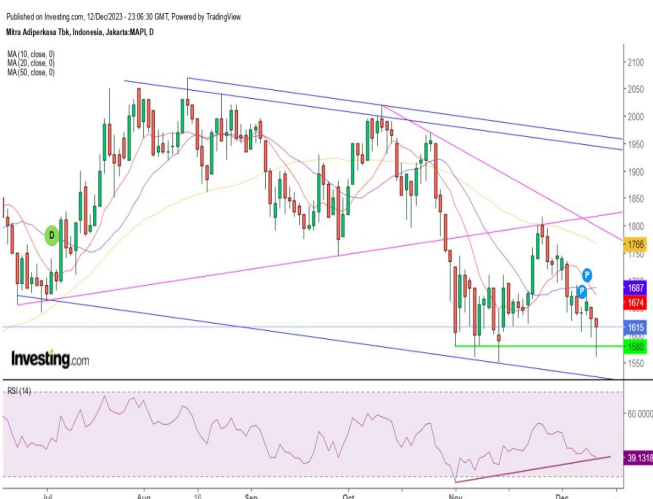 Published on Investing.com, 12/Dec/2023 - 23:06:30 GMT, Powered by TradingView.
Mitra Adiperkasa Tbk, Indonesia, Jakarta:MAPI, D
MA (10, close, 0)
MA (20, close, 0)
MA (50, close, 0)
2100
2050
2000
1950
1900
1850
1800
1766
1750
D
P
P
1687
1674
1615
1580
1550
Investing.com
RSI (14)
60.0000
39.1318
Jul
Aug
16
Sep
Oct
Nov
Dec